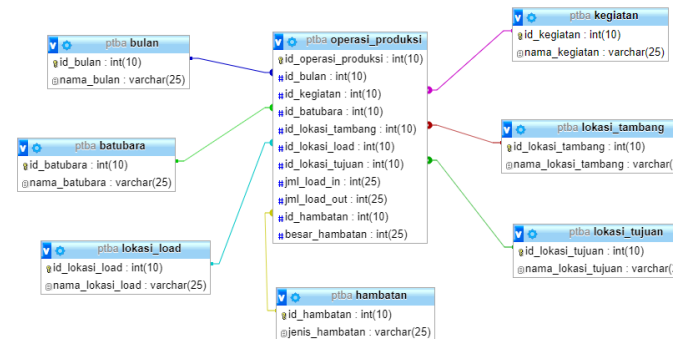 ptba bulan
id_bulan : int(10)
nama_bulan : varchar(25)
ptba batubara
id_batubara : int(10)
nama_batubara : varchar(25)
ptba lokasi_load
id_lokasi_load : int(10)
nama_lokasi_load : varchar(25)
ptba operasi_produksi
id_operasi_produksi : int(10)
#id_bulan : int(10)
#id_kegiatan : int(10)
#id_batubara : int(10)
#id_lokasi_tambang : int(10)
#id_lokasi_load : int(10)
#id_lokasi_tujuan : int(10)
#jml_load_in : int(25)
#jml_load_out : int(25)
#id_hambatan : int(10)
#besar_hambatan : int(25)
ptba hambatan
id_hambatan : int(10)
jenis_hambatan : varchar(25)
ptba kegiatan
id_kegiatan : int(10)
nama_kegiatan : varchar(25)
ptba lokasi_tambang
id_lokasi_tambang : int(10)
nama_lokasi_tambang : varchar(
ptba lokasi_tujuan
id_lokasi_tujuan : int(10)
nama_lokasi_tujuan : varchar(